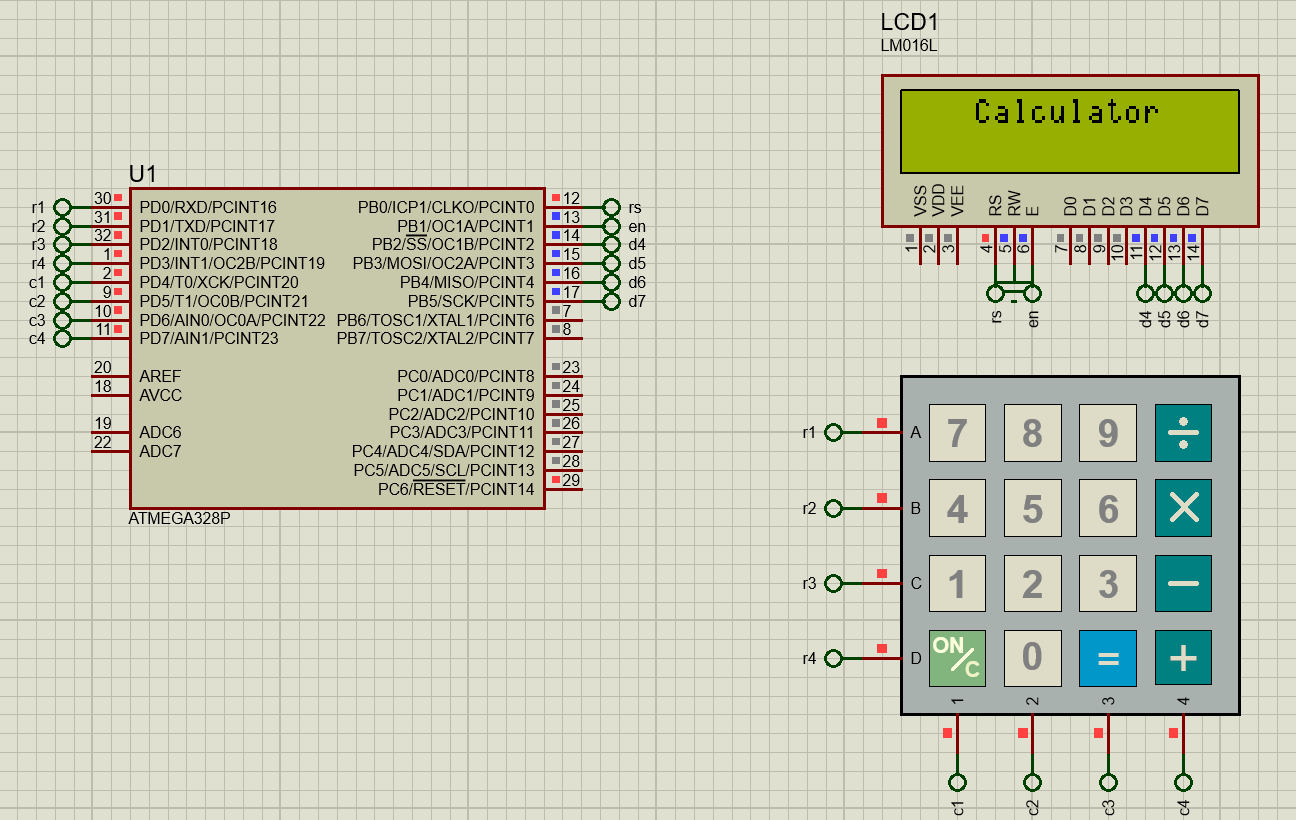 LCD1
LM016L
Calculator
VSS VDD VEE RS RW E D0 D1 D2 D3 D4 D5 D6 D7
1 2 3 4 5 6 7 8 9 10 11 12 13 14
rs en d4 d5 d6 d7
U1
r1 30 PD0/RXD/PCINT16 PB0/ICP1/CLKO/PCINT0 12 rs
r2 31 PD1/TXD/PCINT17 PB1/OC1A/PCINT1 13 en
r3 32 PD2/INT0/PCINT18 PB2/SS/OC1B/PCINT2 14 d4
r4 1 PD3/INT1/OC2B/PCINT19 PB3/MOSI/OC2A/PCINT3 15 d5
c1 2 PD4/T0/XCK/PCINT20 PB4/MISO/PCINT4 16 d6
c2 9 PD5/T1/OC0B/PCINT21 PB5/SCK/PCINT5 17 d7
c3 10 PD6/AIN0/OC0A/PCINT22 PB6/TOSC1/XTAL1/PCINT6 7
c4 11 PD7/AIN1/PCINT23 PB7/TOSC2/XTAL2/PCINT7 8
20 AREF PC0/ADC0/PCINT8 23
18 AVCC PC1/ADC1/PCINT9 24
PC2/ADC2/PCINT10 25
19 ADC6 PC3/ADC3/PCINT11 26
22 ADC7 PC4/ADC4/SDA/PCINT12 27
PC5/ADC5/SCL/PCINT13 28
PC6/RESET/PCINT14 29
ATMEGA328P
r1 A 7 8 9 ÷
r2 B 4 5 6 ×
r3 C 1 2 3 −
r4 D ON/C 0 = +
1 2 3 4
c1 c2 c3 c4